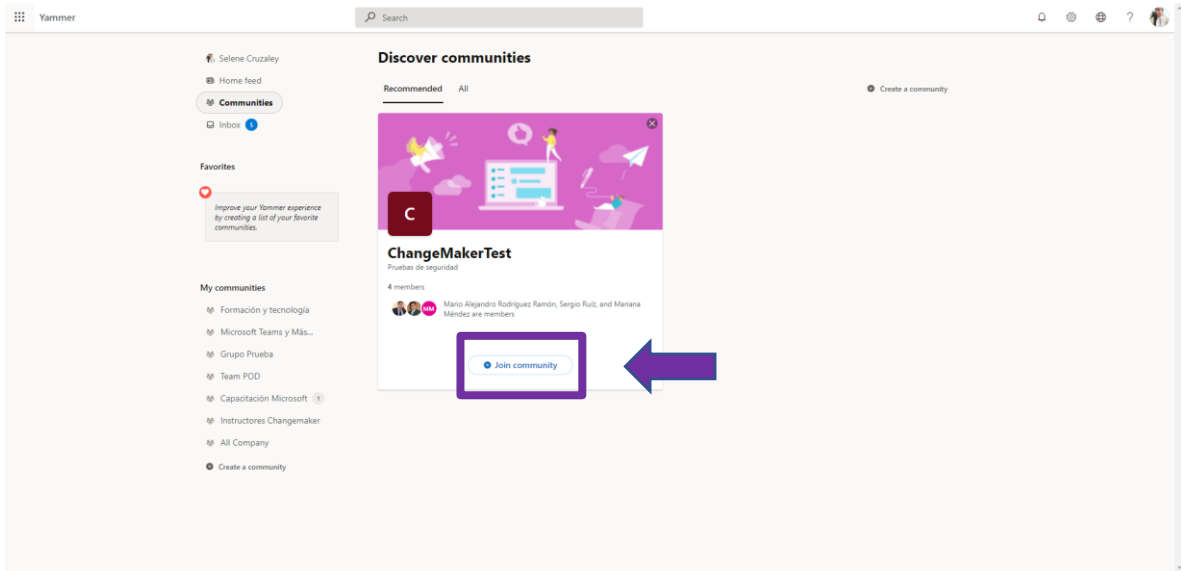 Yammer
Search
?
Selene Cruzaley
Home feed
Communities
Inbox 5
Favorites
Improve your Yammer experience
by creating a list of your favorite
communities.
My communities
Formación y tecnología
Microsoft Teams y Más...
Grupo Prueba
Team POD
Capacitación Microsoft 1
Instructores Changemaker
All Company
Create a community
Discover communities
Recommended All
Create a community
C
ChangeMakerTest
Pruebas de seguridad
4 members
MM
Mario Alejandro Rodríguez Ramón, Sergio Ruíz, and Mariana
Méndez are members
Join community